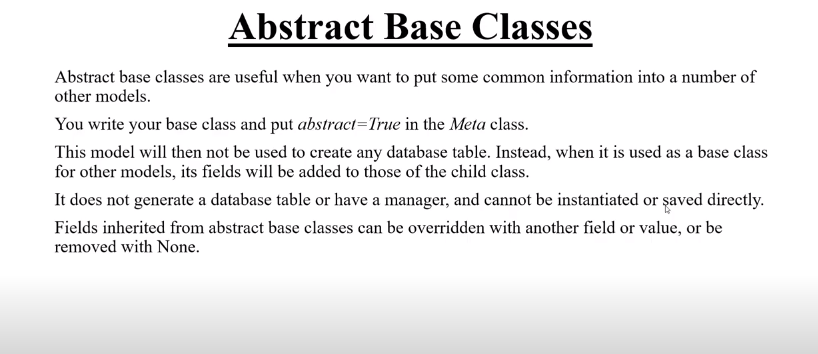 Abstract Base Classes
Abstract base classes are useful when you want to put some common information into a number of
other models.
You write your base class and put abstract=True in the Meta class.
This model will then not be used to create any database table. Instead, when it is used as a base class
for other models, its fields will be added to those of the child class.
It does not generate a database table or have a manager, and cannot be instantiated or saved directly.
Fields inherited from abstract base classes can be overridden with another field or value, or be
removed with None.